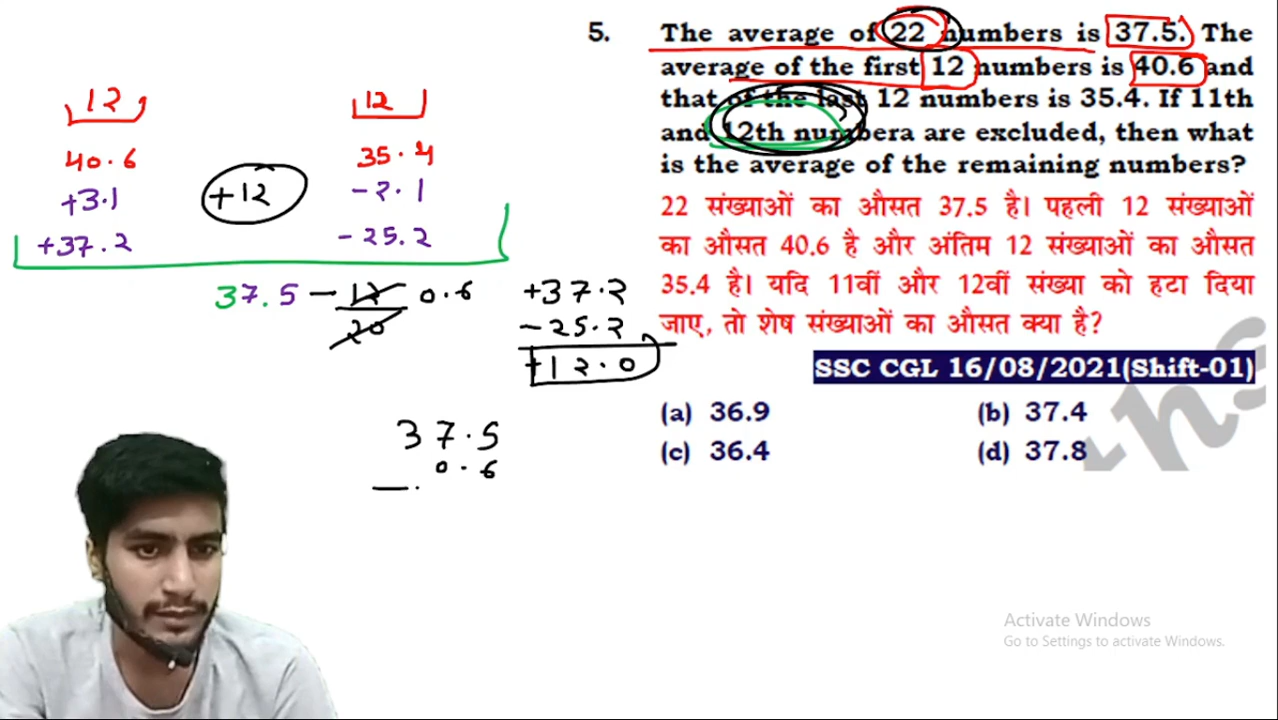 5. The average of 22 numbers is 37.5. The
average of the first 12 numbers is 40.6 and
that of the last 12 numbers is 35.4. If 11th
and 12th numbera are excluded, then what
is the average of the remaining numbers?
22 संख्याओं का औसत 37.5 है। पहली 12 संख्याओं
का औसत 40.6 है और अंतिम 12 संख्याओं का औसत
35.4 है। यदि 11वीं और 12वीं संख्या को हटा दिया
जाए, तो शेष संख्याओं का औसत क्या है?
SSC CGL 16/08/2021(Shift-01)
(a) 36.9 (b) 37.4
(c) 36.4 (d) 37.8
12 12
40.6 35.4
+3.1 +12 -2.1
+37.2 -25.2
37.5 - 12/20 0.6
+37.2
-25.2
+12.0
37.5
0.6
Activate Windows
Go to Settings to activate Windows.